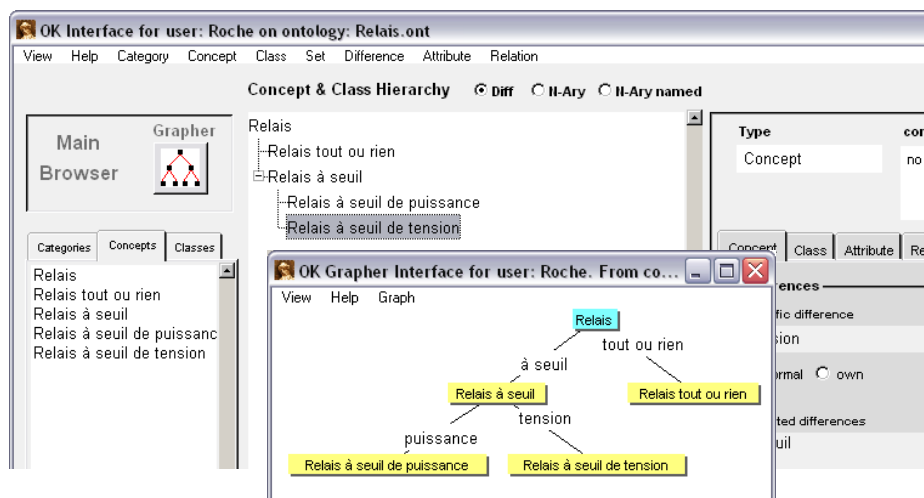 OK Interface for user: Roche on ontology: Relais.ont
View Help Category Concept Class Set Difference Attribute Relation
Concept & Class Hierarchy Diff N-Ary N-Ary named
Main Browser
Grapher
Relais
Relais tout ou rien
Relais à seuil
Relais à seuil de puissance
Relais à seuil de tension
Type
Concept
no
Categories Concepts Classes
Relais
Relais tout ou rien
Relais à seuil
Relais à seuil de puissanc
Relais à seuil de tension
Concept Class Attribute Re
own
OK Grapher Interface for user: Roche. From co...
View Help Graph
Relais
à seuil
tout ou rien
Relais à seuil
Relais tout ou rien
puissance
tension
Relais à seuil de puissance
Relais à seuil de tension
difference
differences